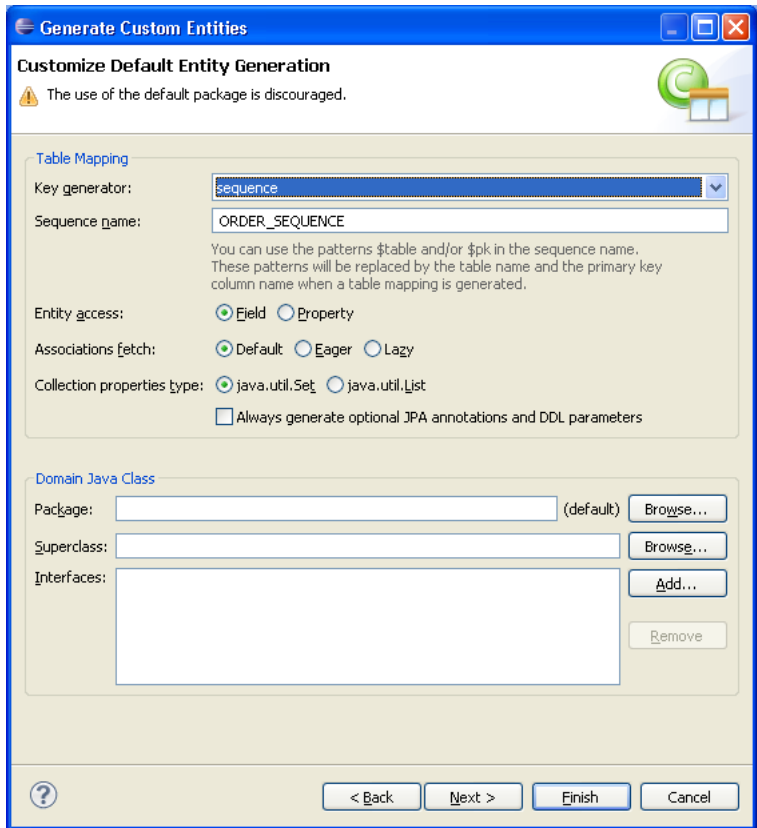 Generate Custom Entities
Customize Default Entity Generation
The use of the default package is discouraged.
Table Mapping
Key generator: sequence
Sequence name: ORDER_SEQUENCE
You can use the patterns $table and/or $pk in the sequence name.
These patterns will be replaced by the table name and the primary key
column name when a table mapping is generated.
Entity access: Field Property
Associations fetch: Default Eager Lazy
Collection properties type: java.util.Set java.util.List
Always generate optional JPA annotations and DDL parameters
Domain Java Class
Package: (default) Browse...
Superclass: Browse...
Interfaces: Add...
Remove
? < Back Next > Finish Cancel